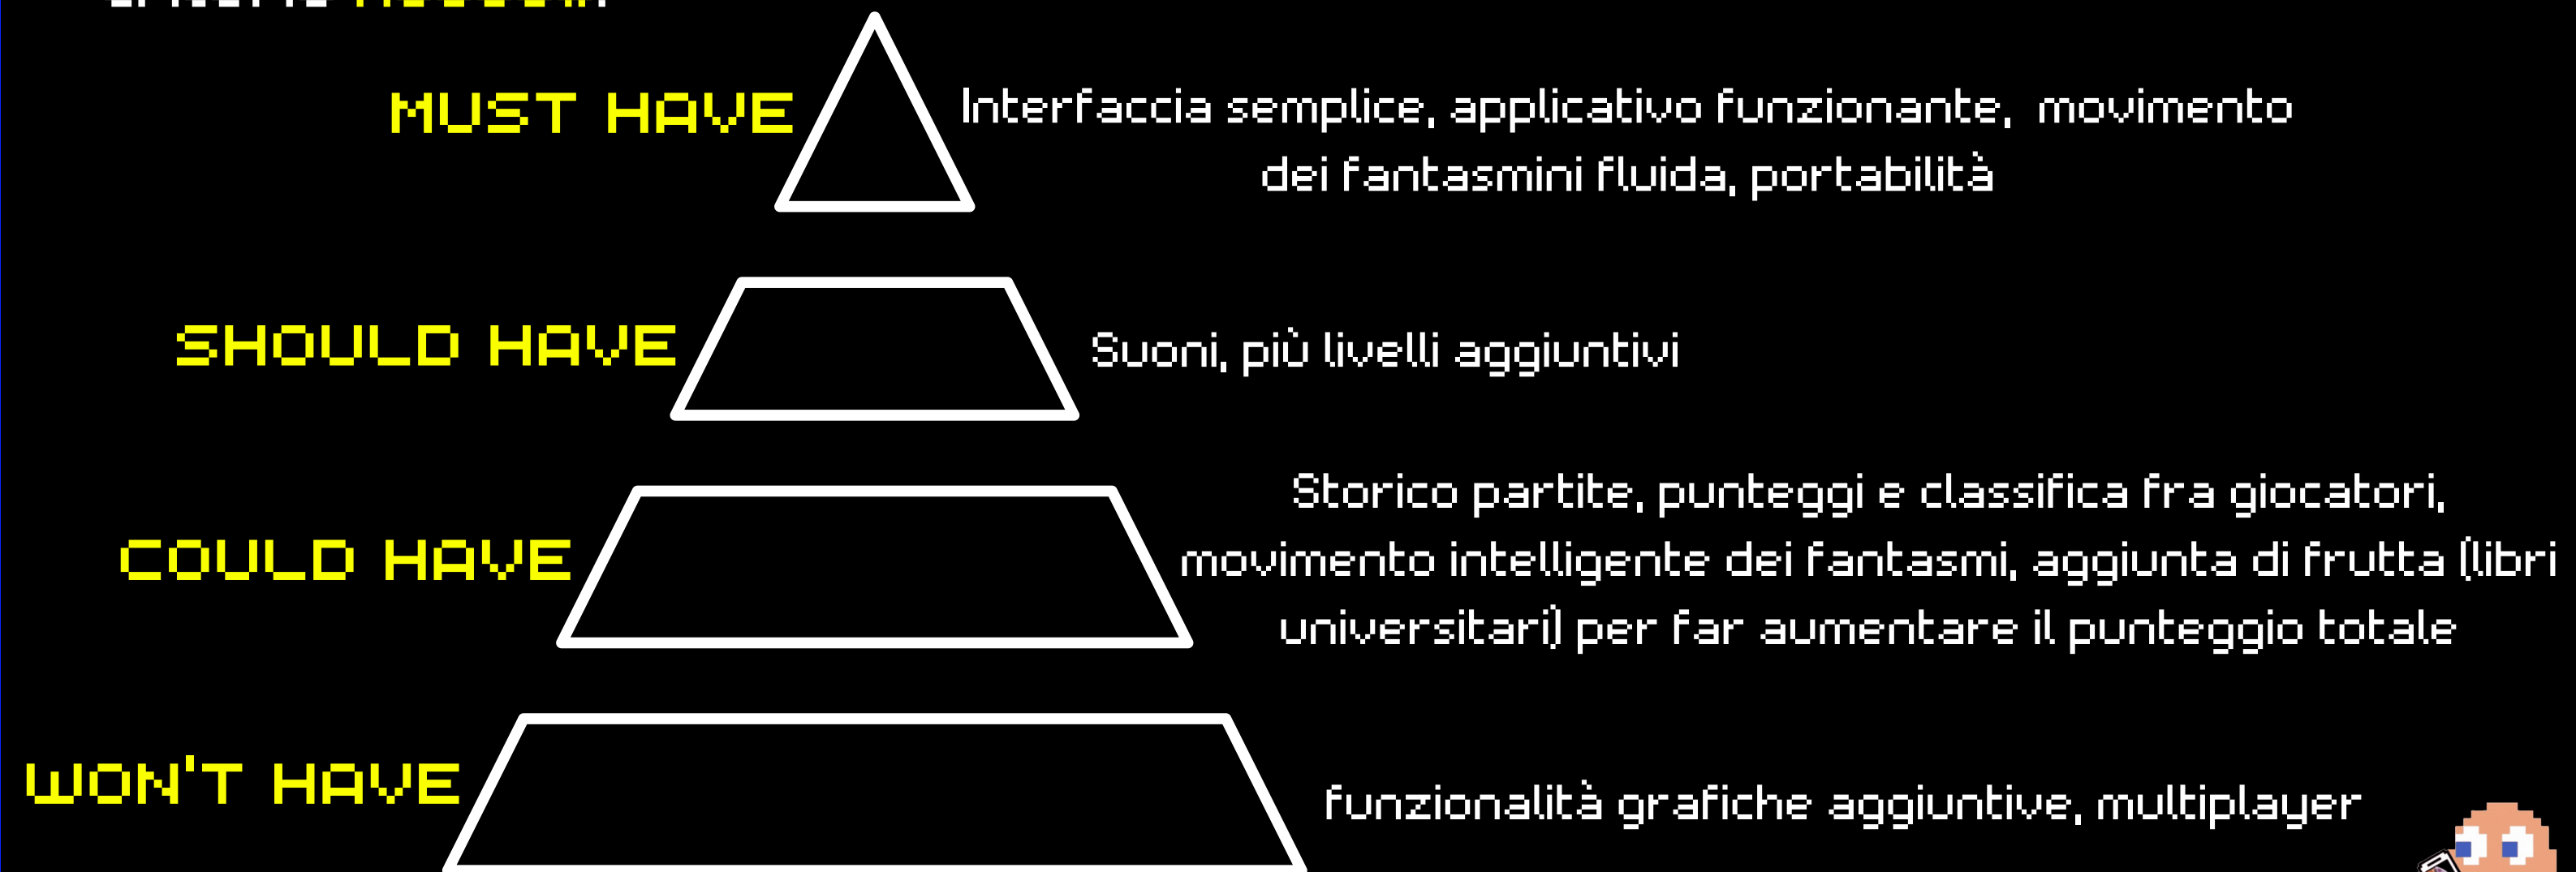 MUST HAVE
Interfaccia semplice, applicativo funzionante, movimento
dei fantasmini fluida, portabilità
SHOULD HAVE
Suoni, più livelli aggiuntivi
COULD HAVE
Storico partite, punteggi e classifica fra giocatori,
movimento intelligente dei fantasmi, aggiunta di frutta (libri
universitari) per far aumentare il punteggio totale
WON'T HAVE
funzionalità grafiche aggiuntive, multiplayer